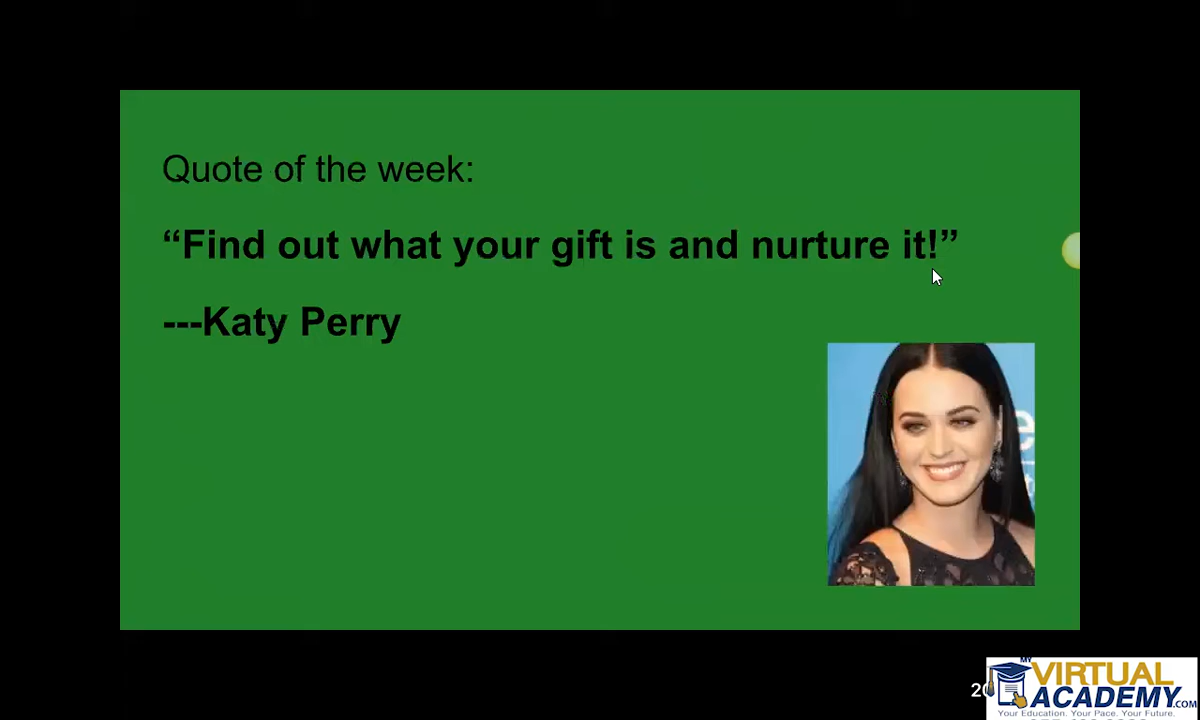 Quote of the week:
“Find out what your gift is and nurture it!”
---Katy Perry
MY
VIRTUAL
ACADEMY.COM
Your Education. Your Pace. Your Future.